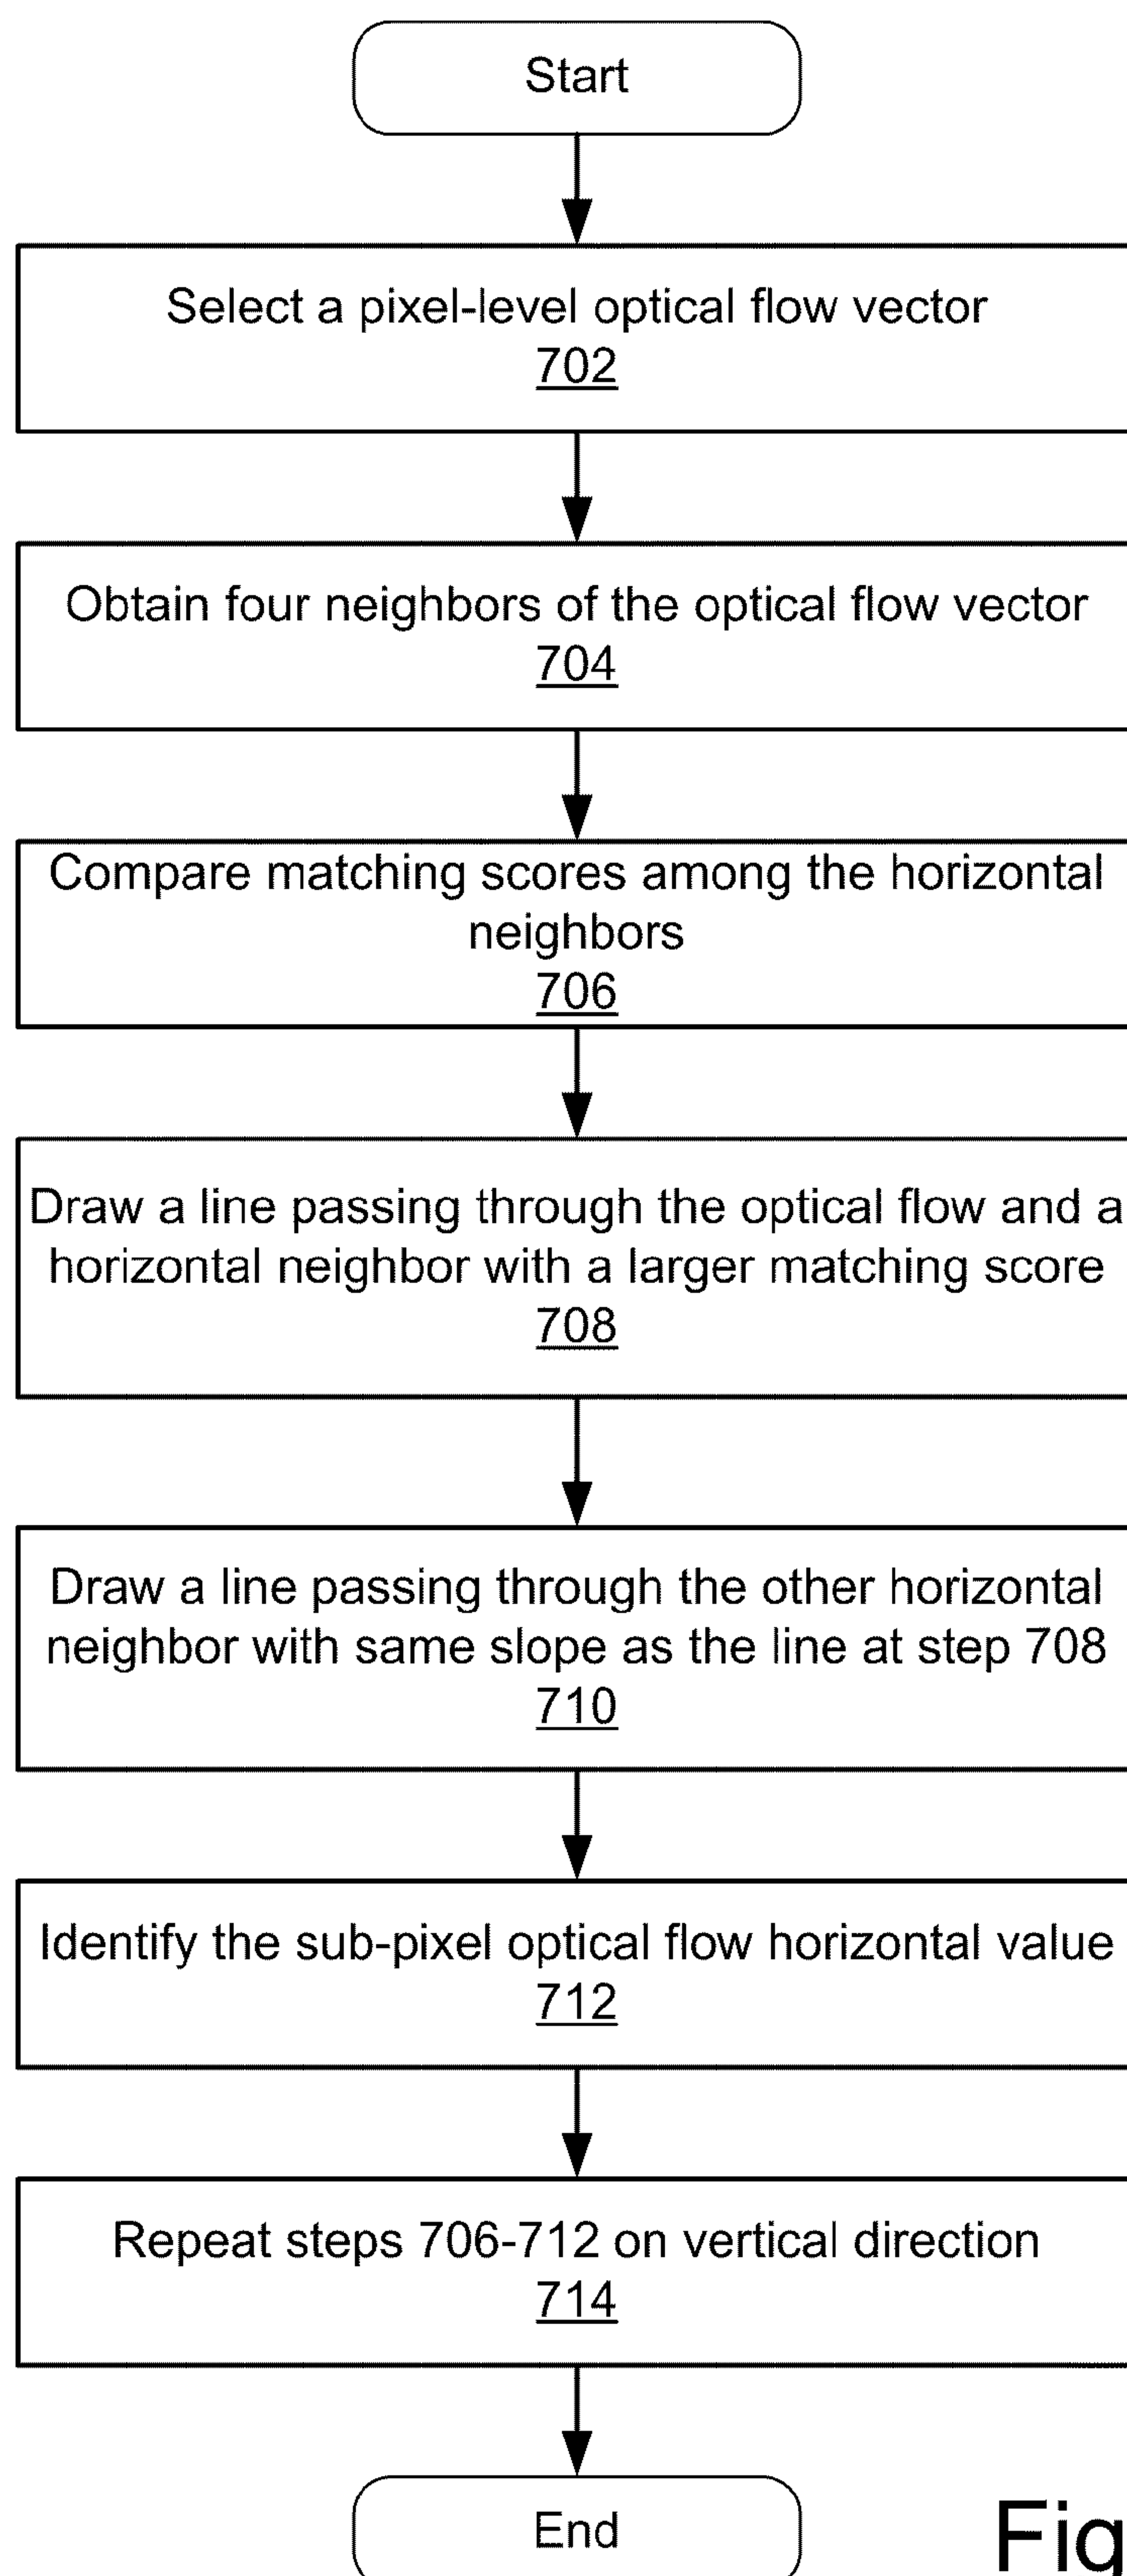 Start
Select a pixel-level optical flow vector
702
Obtain four neighbors of the optical flow vector
704
Compare matching scores among the horizontal
neighbors
706
Draw a line passing through the optical flow and a
horizontal neighbor with a larger matching score
708
Draw a line passing through the other horizontal
neighbor with same slope as the line at step 708
710
Identify the sub-pixel optical flow horizontal value
712
Repeat steps 706-712 on vertical direction
714
End
Fig